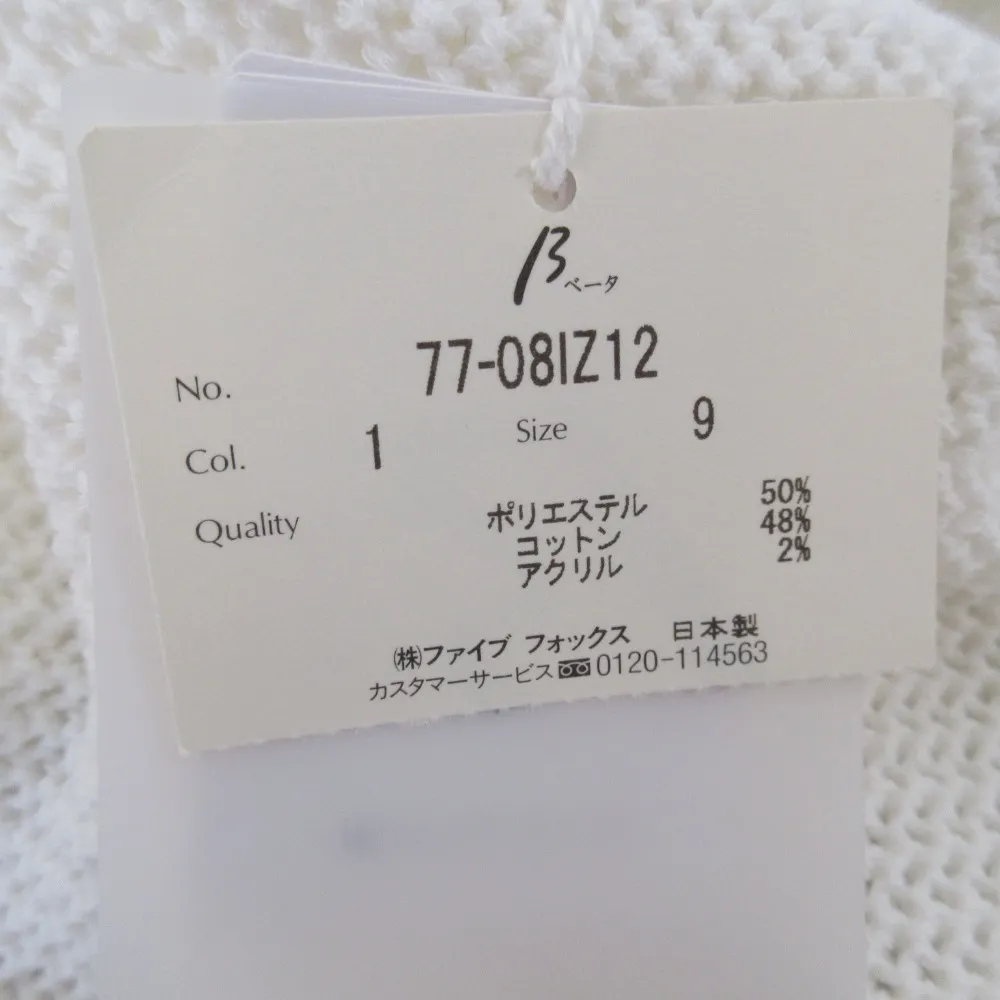 β ベータ
No. 77-08IZ12
Col. 1 Size 9
Quality ポリエステル 50%
コットン 48%
アクリル 2%
㈱ファイブ フォックス 日本製
カスタマーサービス 0120-114563